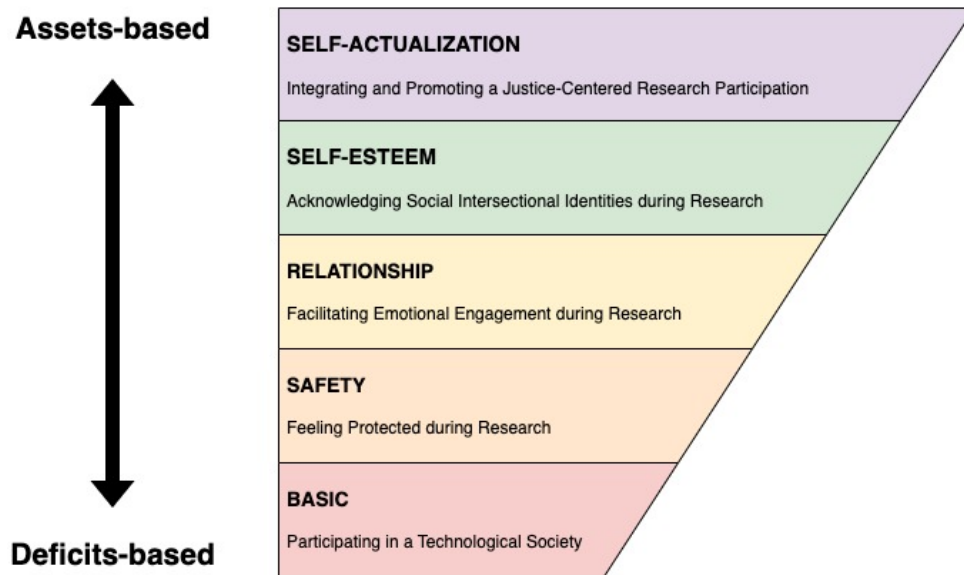 Assets-based
SELF-ACTUALIZATION
Integrating and Promoting a Justice-Centered Research Participation
SELF-ESTEEM
Acknowledging Social Intersectional Identities during Research
RELATIONSHIP
Facilitating Emotional Engagement during Research
SAFETY
Feeling Protected during Research
BASIC
Participating in a Technological Society
Deficits-based